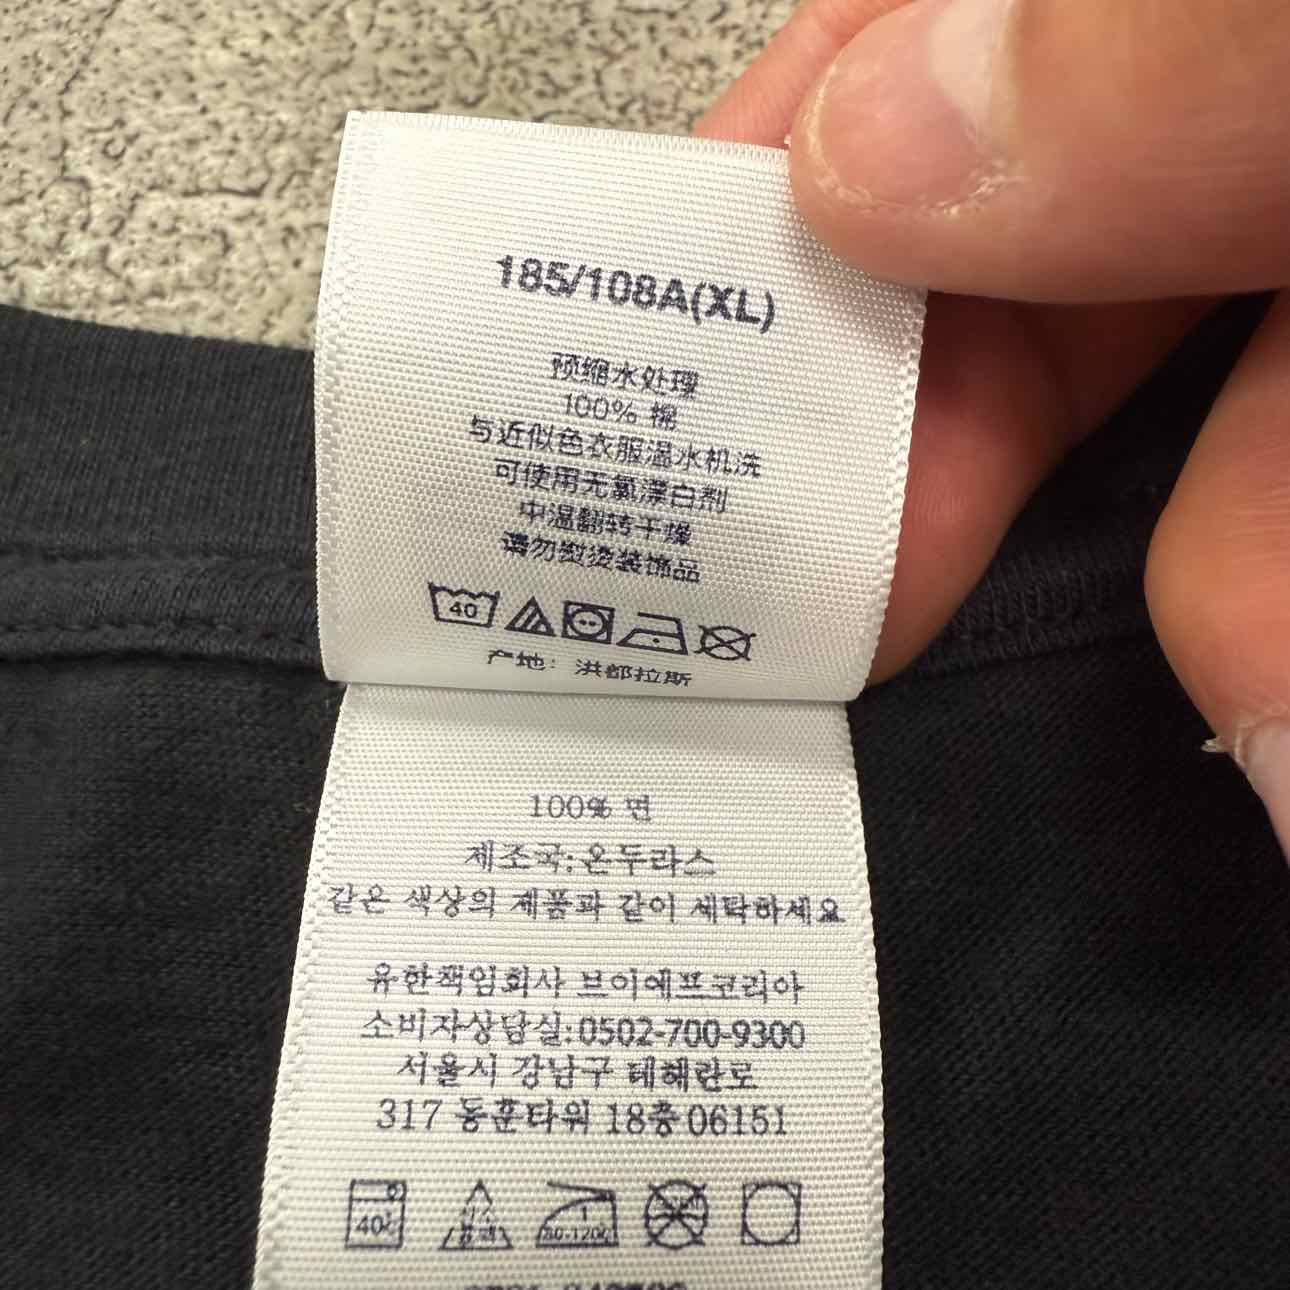 185/108A(XL)
预缩水处理
100% 棉
与近似色衣服温水机洗
可使用无氯漂白剂
中温翻转干燥
请勿熨烫装饰品
40
产地：洪都拉斯
100% 면
제조국:온두라스
같은 색상의 제품과 같이 세탁하세요
유한책임회사 브이에프코리아
소비자상담실:0502-700-9300
서울시 강남구 테헤란로
317 동훈타워 18층 06151
40℃ 1 80-120℃